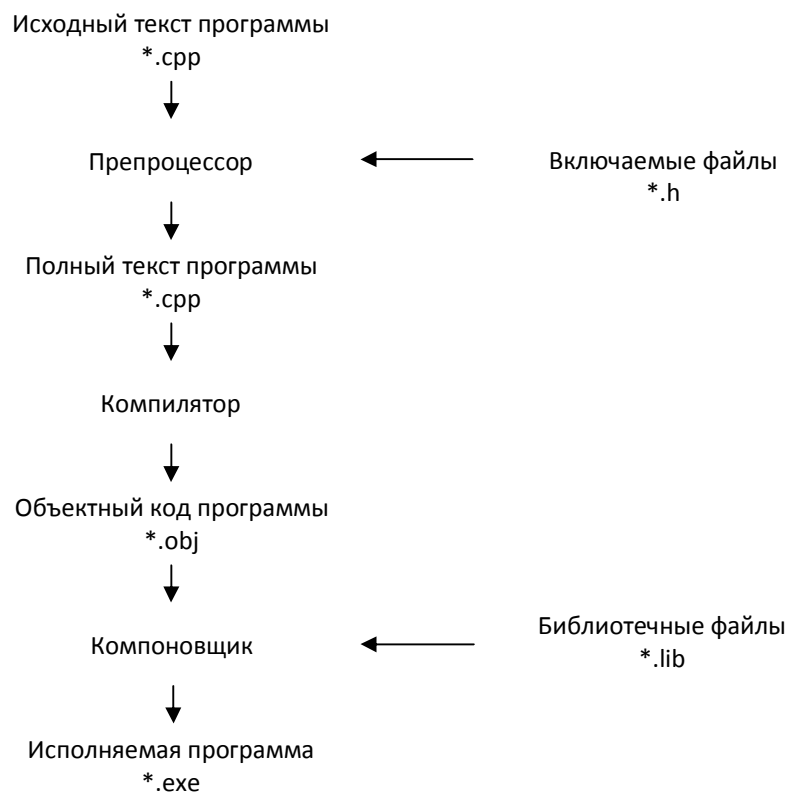 Исходный текст программы
*.cpp
Препроцессор
Включаемые файлы
*.h
Полный текст программы
*.cpp
Компилятор
Объектный код программы
*.obj
Компоновщик
Библиотечные файлы
*.lib
Исполняемая программа
*.exe